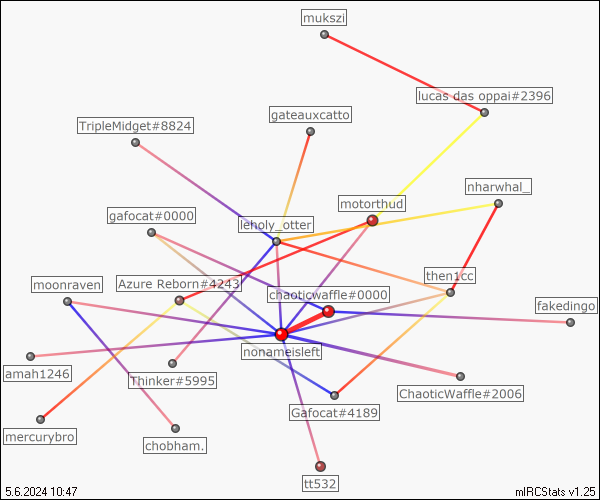 mukszi
lucas das oppai#2396
gateauxcatto
TripleMidget#8824
nharwhal_
motorthud
gafocat#0000
leholy_otter
then1cc
moonraven
Azure Reborn#4243
chaoticwaffle#0000
fakedingo
nonameisleft
amah1246
Thinker#5995
ChaoticWaffle#2006
Gafocat#4189
mercurybro
chobham.
tt532
5.6.2024 10:47
mIRCStats v1.25